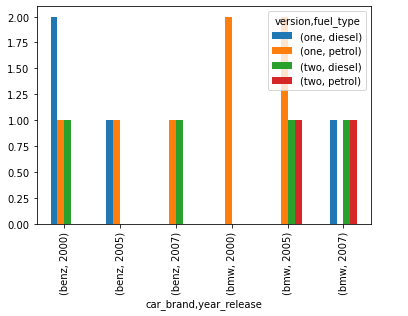 version,fuel_type
(one, diesel)
(one, petrol)
(two, diesel)
(two, petrol)
2.00
1.75
1.50
1.25
1.00
0.75
0.50
0.25
0.00
(benz, 2000)
(benz, 2005)
(benz, 2007)
(bmw, 2000)
(bmw, 2005)
(bmw, 2007)
car_brand,year_release